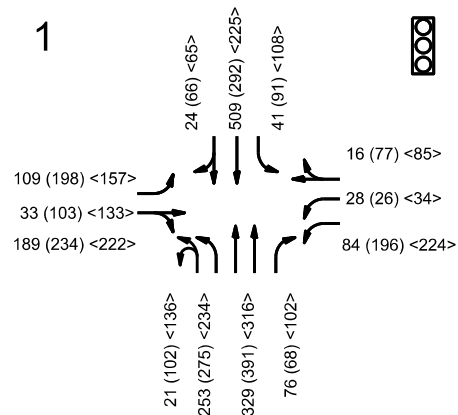 1
24 (66) <65>
509 (292) <225>
41 (91) <108>
16 (77) <85>
109 (198) <157>
28 (26) <34>
33 (103) <133>
189 (234) <222>
84 (196) <224>
21 (102) <136>
253 (275) <234>
329 (391) <316>
76 (68) <102>